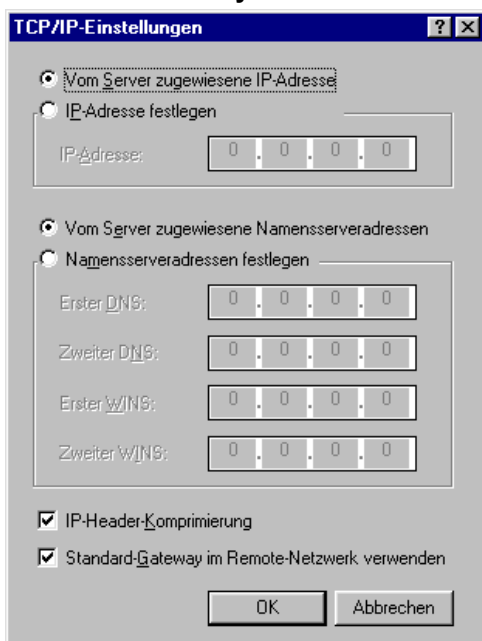 TCP/IP-Einstellungen
Vom Server zugewiesene IP-Adresse
IP-Adresse festlegen
IP-Adresse: 0 . 0 . 0 . 0
Vom Server zugewiesene Namensserveradressen
Namensserveradressen festlegen
Erster DNS: 0 . 0 . 0 . 0
Zweiter DNS: 0 . 0 . 0 . 0
Erster WINS: 0 . 0 . 0 . 0
Zweiter WINS: 0 . 0 . 0 . 0
IP-Header-Komprimierung
Standard-Gateway im Remote-Netzwerk verwenden
OK Abbrechen